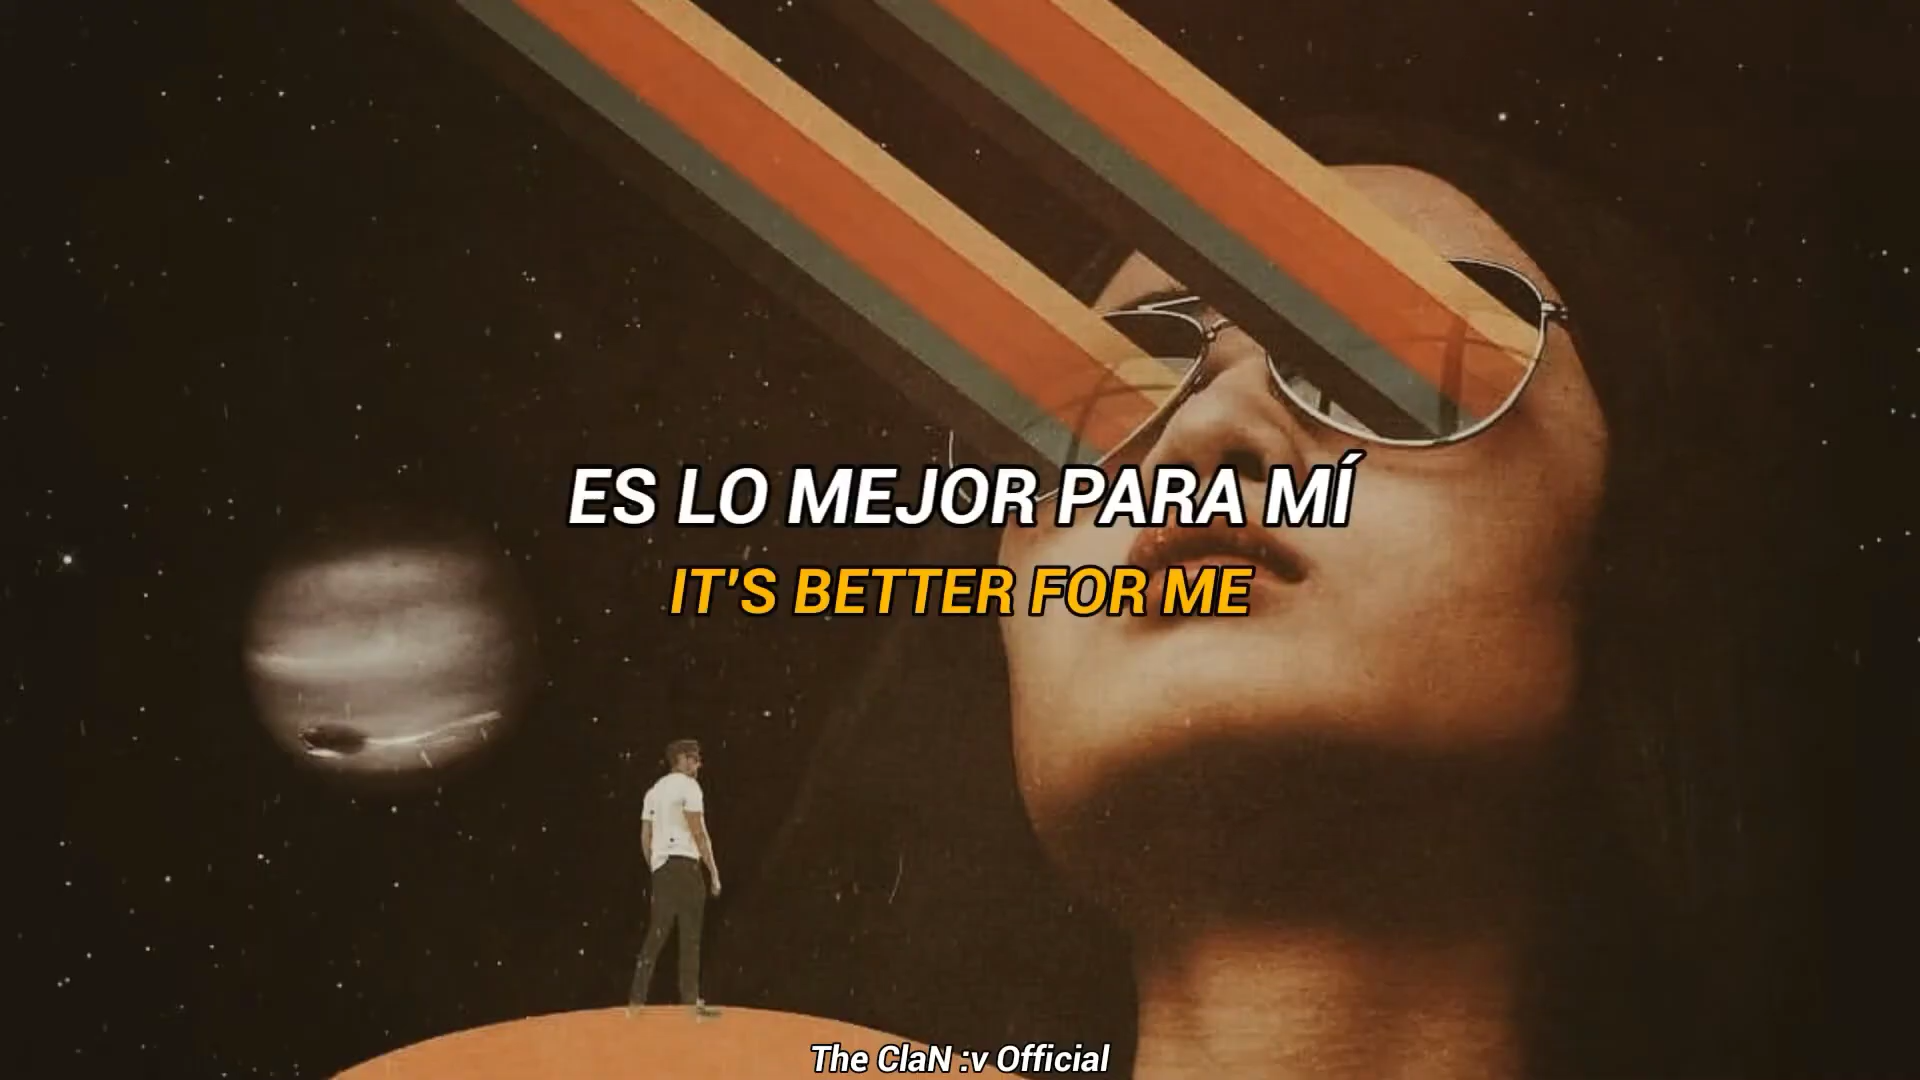 ES LO MEJOR PARA MÍ
IT'S BETTER FOR ME
The ClaN :v Official